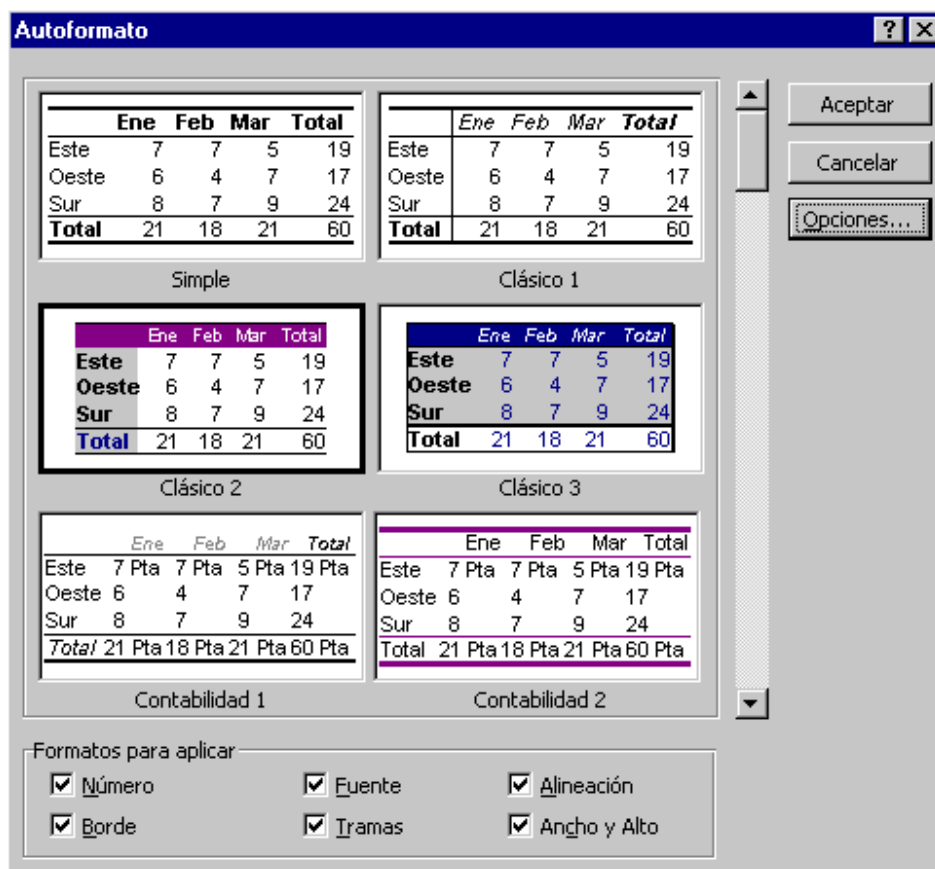 Autoformato
Ene Feb Mar Total
Este 7 7 5 19
Oeste 6 4 7 17
Sur 8 7 9 24
Total 21 18 21 60
Simple
Ene Feb Mar Total
Este 7 7 5 19
Oeste 6 4 7 17
Sur 8 7 9 24
Total 21 18 21 60
Clásico 1
Aceptar
Cancelar
Opciones...
Ene Feb Mar Total
Este 7 7 5 19
Oeste 6 4 7 17
Sur 8 7 9 24
Total 21 18 21 60
Clásico 2
Ene Feb Mar Total
Este 7 7 5 19
Oeste 6 4 7 17
Sur 8 7 9 24
Total 21 18 21 60
Clásico 3
Ene Feb Mar Total
Este 7 Pta 7 Pta 5 Pta 19 Pta
Oeste 6 4 7 17
Sur 8 7 9 24
Total 21 Pta 18 Pta 21 Pta 60 Pta
Contabilidad 1
Ene Feb Mar Total
Este 7 Pta 7 Pta 5 Pta 19 Pta
Oeste 6 4 7 17
Sur 8 7 9 24
Total 21 Pta 18 Pta 21 Pta 60 Pta
Contabilidad 2
Formatos para aplicar
Número
Fuente
Alineación
Borde
Tramas
Ancho y Alto